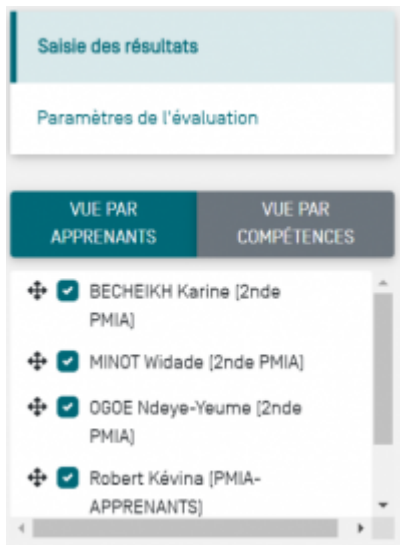 Saisie des résultats
Paramètres de l'évaluation
VUE PAR
APPRENANTS
VUE PAR
COMPÉTENCES
BECHEIKH Karine (2nde
PMIA)
MINOT Widade (2nde PMIA)
OGOE Ndeye-Yeume (2nde
PMIA)
Robert Kévina (PMIA-
APPRENANTS)